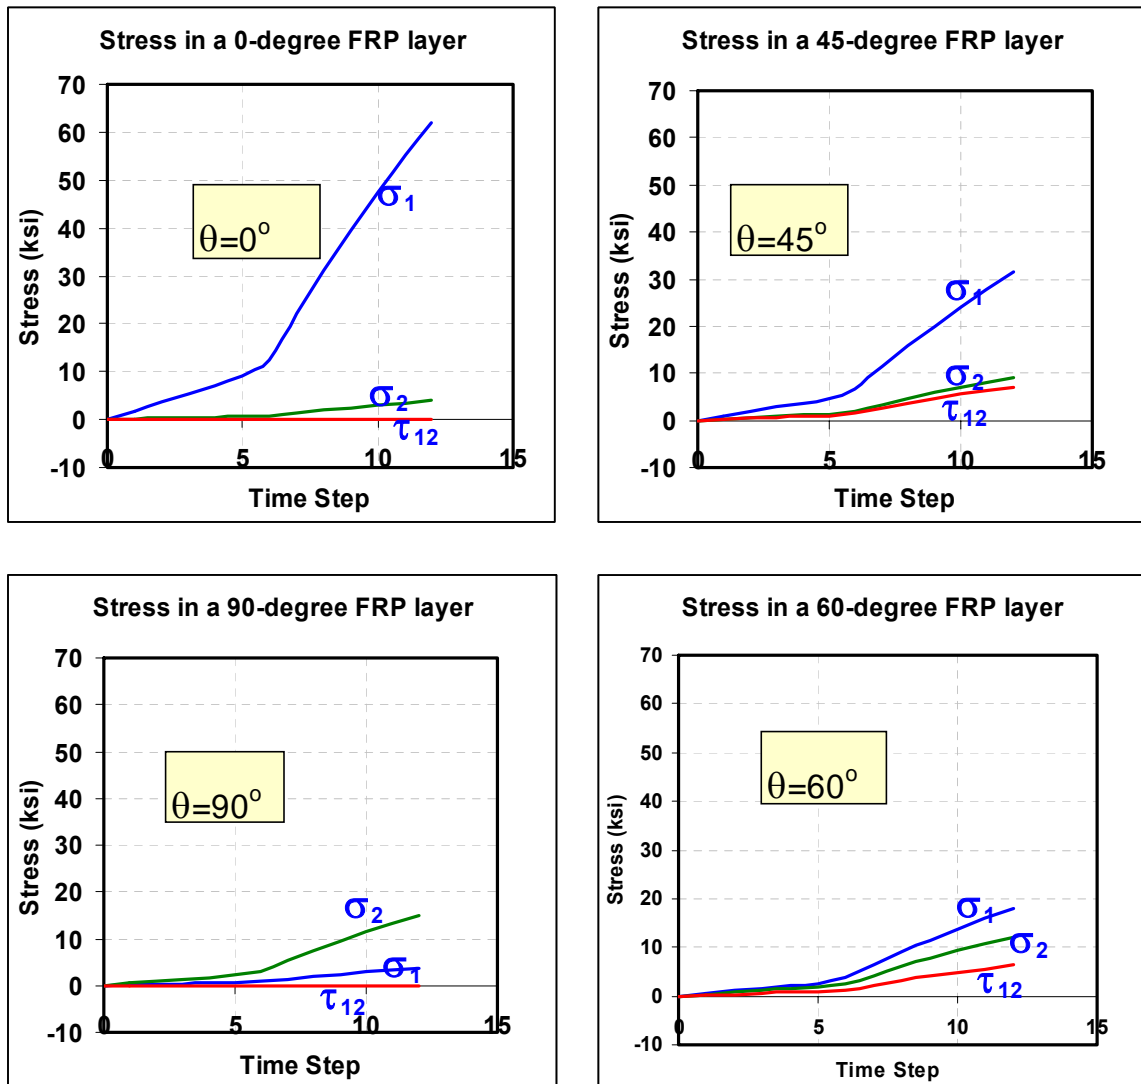 Stress in a 0-degree FRP layer
70
60
50
40
30
20
10
0
-10
0
5
10
15
Stress (ksi)
Time Step
θ=0°
σ1
σ2
τ12
Stress in a 45-degree FRP layer
70
60
50
40
30
20
10
0
-10
0
5
10
15
Stress (ksi)
Time Step
θ=45°
σ1
σ2
τ12
Stress in a 90-degree FRP layer
70
60
50
40
30
20
10
0
-10
0
5
10
15
Stress (ksi)
Time Step
θ=90°
σ2
σ1
τ12
Stress in a 60-degree FRP layer
70
60
50
40
30
20
10
0
-10
0
5
10
15
Stress (ksi)
Time Step
θ=60°
σ1
σ2
τ12